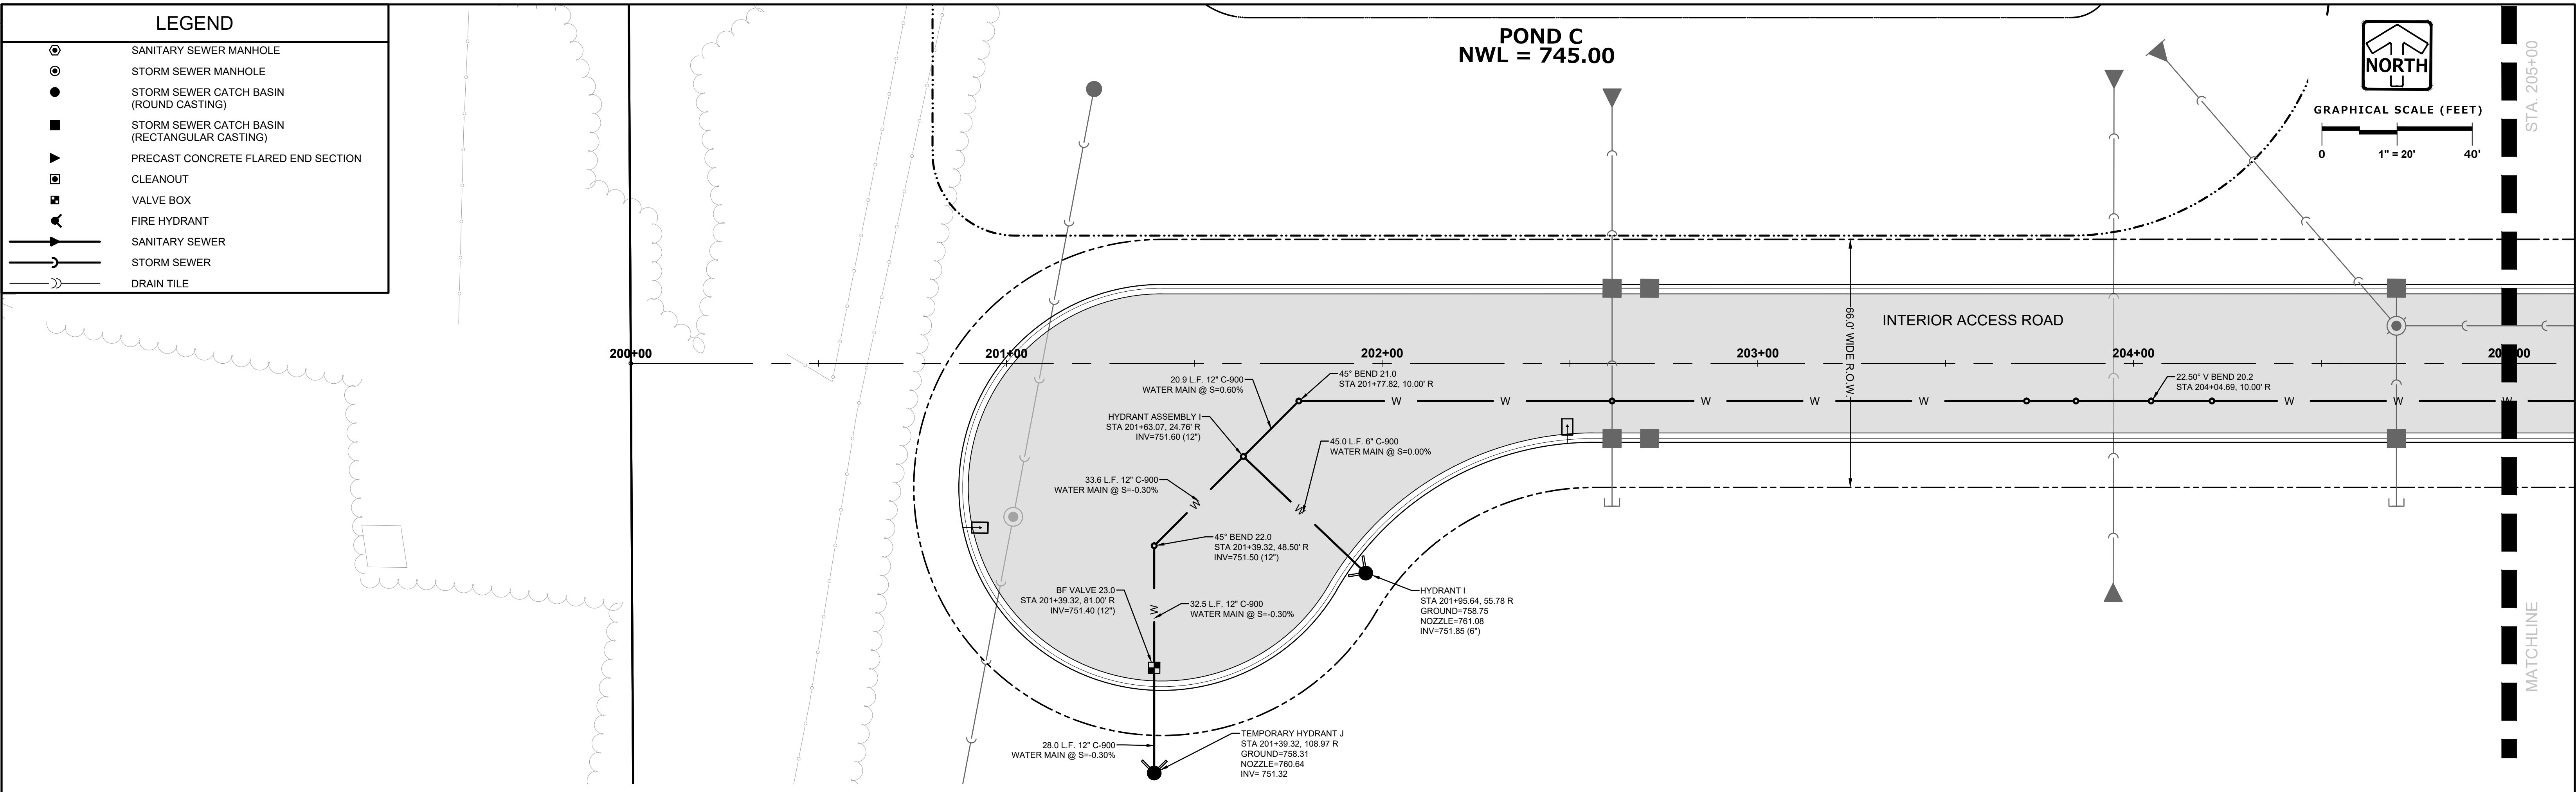 LEGEND
SANITARY SEWER MANHOLE
STORM SEWER MANHOLE
STORM SEWER CATCH BASIN
(ROUND CASTING)
STORM SEWER CATCH BASIN
(RECTANGULAR CASTING)
PRECAST CONCRETE FLARED END SECTION
CLEANOUT
VALVE BOX
FIRE HYDRANT
SANITARY SEWER
STORM SEWER
DRAIN TILE
POND C
NWL = 745.00
NORTH
GRAPHICAL SCALE (FEET)
0 1" = 20' 40'
STA. 205+00
MATCHLINE
INTERIOR ACCESS ROAD
66.0' WIDE R.O.W.
200+00
201+00
202+00
203+00
204+00
20 00
20.9 L.F. 12" C-900
WATER MAIN @ S=0.60%
45° BEND 21.0
STA 201+77.82, 10.00' R
22.50° V BEND 20.2
STA 204+04.69, 10.00' R
W W W W W W W W
HYDRANT ASSEMBLY I
STA 201+63.07, 24.76' R
INV=751.60 (12")
45.0 L.F. 6" C-900
WATER MAIN @ S=0.00%
33.6 L.F. 12" C-900
WATER MAIN @ S=-0.30%
W
W
45° BEND 22.0
STA 201+39.32, 48.50' R
INV=751.50 (12")
BF VALVE 23.0
STA 201+39.32, 81.00' R
INV=751.40 (12")
W
32.5 L.F. 12" C-900
WATER MAIN @ S=-0.30%
HYDRANT I
STA 201+95.64, 55.78 R
GROUND=758.75
NOZZLE=761.08
INV=751.85 (6")
28.0 L.F. 12" C-900
WATER MAIN @ S=-0.30%
TEMPORARY HYDRANT J
STA 201+39.32, 108.97 R
GROUND=758.31
NOZZLE=760.64
INV= 751.32